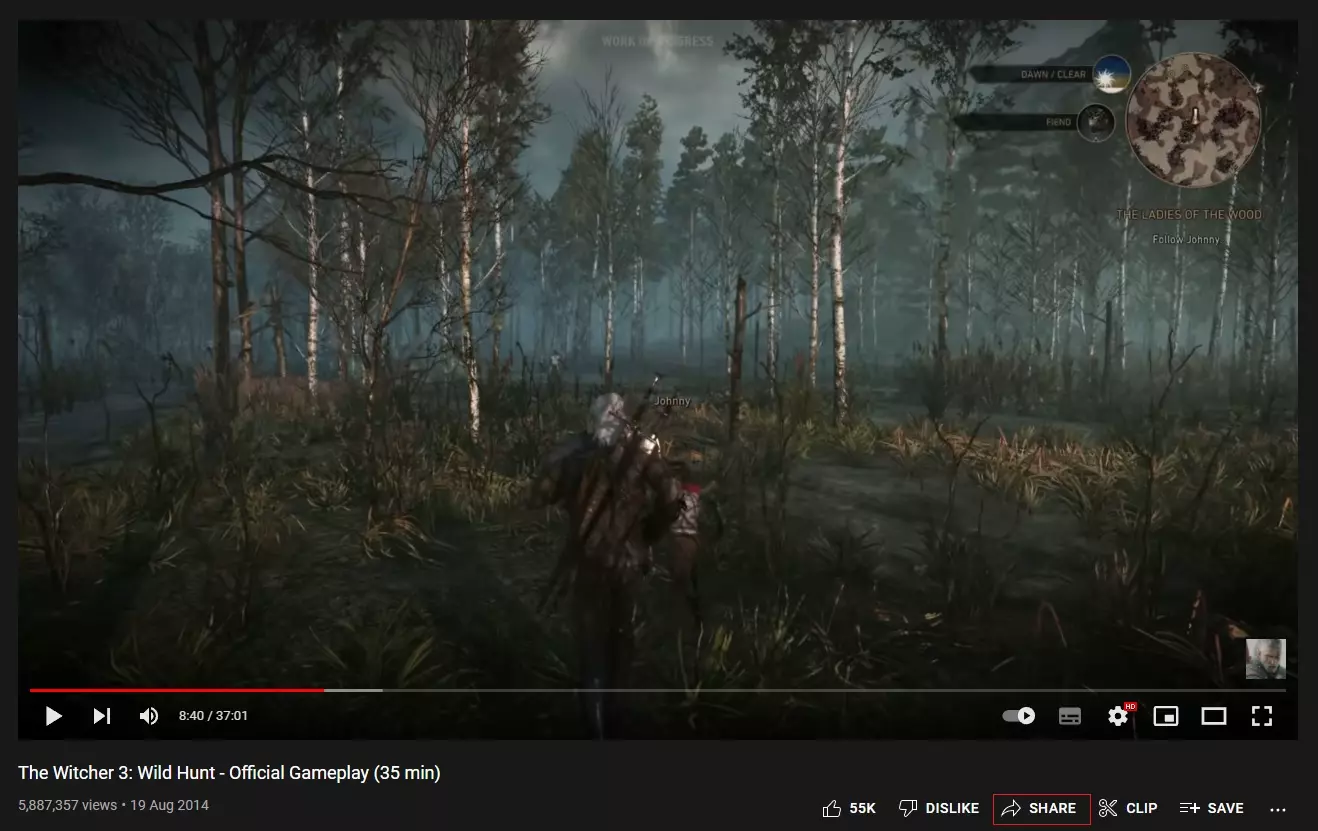 WORK IN PROGRESS
DAWN / CLEAR
FIEND
THE LADIES OF THE WOOD
Follow Johnny
Johnny
8:40 / 37:01
HD
The Witcher 3: Wild Hunt - Official Gameplay (35 min)
5,887,357 views • 19 Aug 2014
55K DISLIKE SHARE CLIP SAVE ...